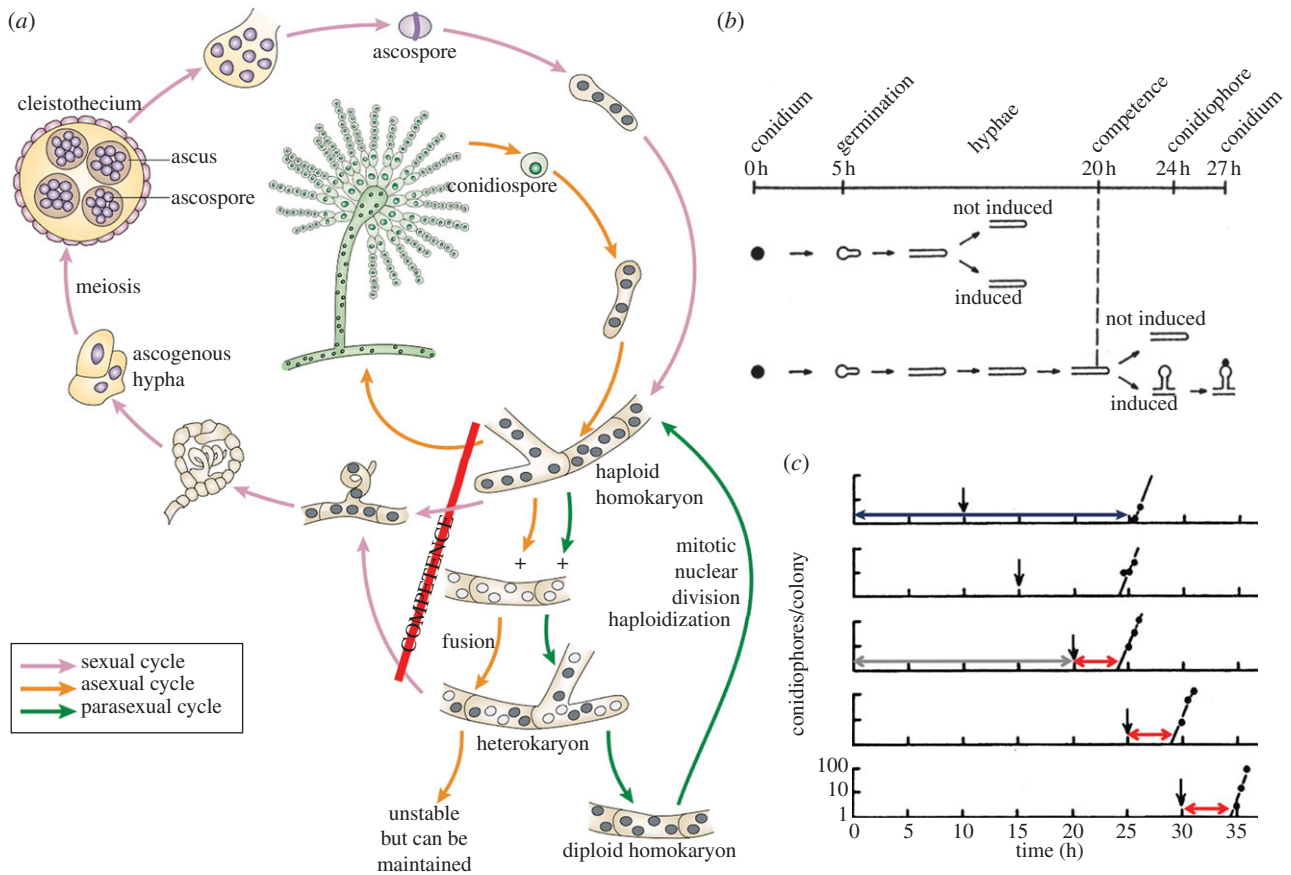 (a)
ascospore
cleistothecium
ascus
ascospore
conidiospore
meiosis
ascogenous
hypha
haploid
homokaryon
COMPETENCE
+ +
mitotic
nuclear
division
haploidization
fusion
heterokaryon
unstable
but can be
maintained
diploid homokaryon
sexual cycle
asexual cycle
parasexual cycle
(b)
conidium
germination
hyphae
competence
conidiophore
conidium
0 h 5 h 20 h 24 h 27 h
not induced
induced
not induced
induced
(c)
conidiophores/colony
100
10
1
0 5 10 15 20 25 30 35
time (h)